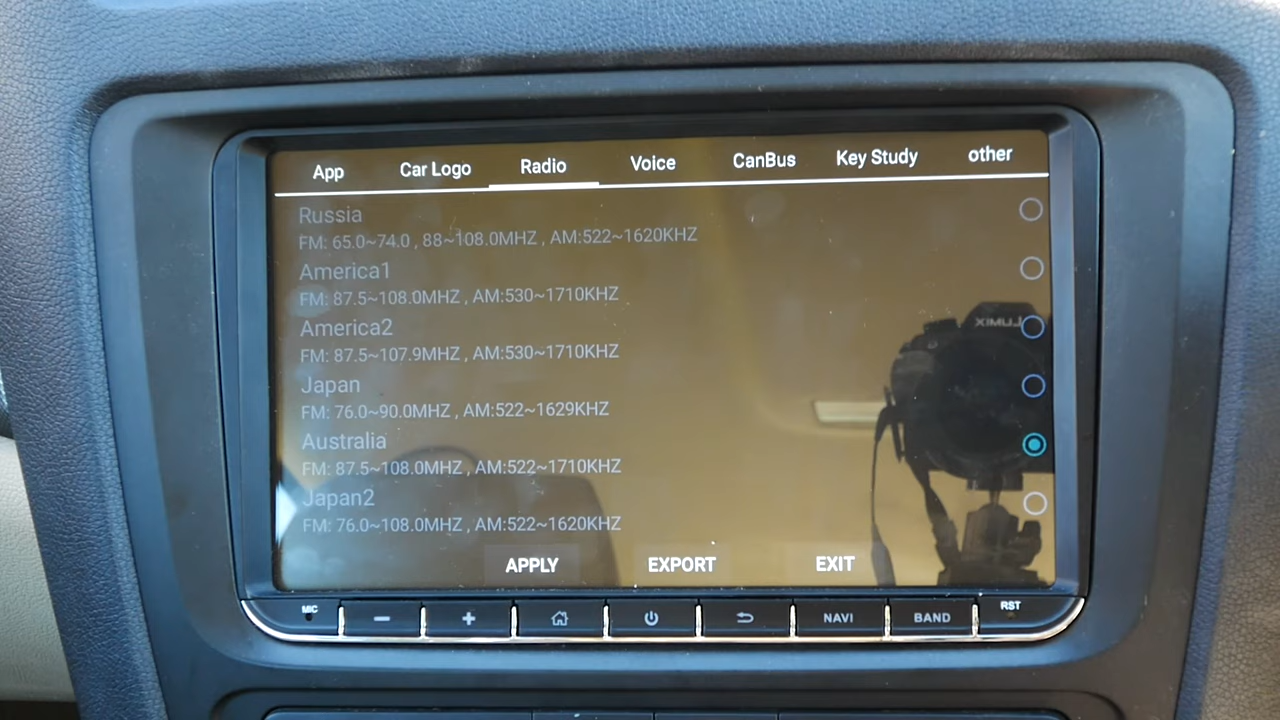 App Car Logo Radio Voice CanBus Key Study other
Russia
FM: 65.0~74.0 , 88~108.0MHZ , AM:522~1620KHZ
America1
FM: 87.5~108.0MHZ , AM:530~1710KHZ
America2
FM: 87.5~107.9MHZ , AM:530~1710KHZ
Japan
FM: 76.0~90.0MHZ , AM:522~1629KHZ
Australia
FM: 87.5~108.0MHZ , AM:522~1710KHZ
Japan2
FM: 76.0~108.0MHZ , AM:522~1620KHZ
LUMIX
APPLY EXPORT EXIT
MIC NAVI BAND RST